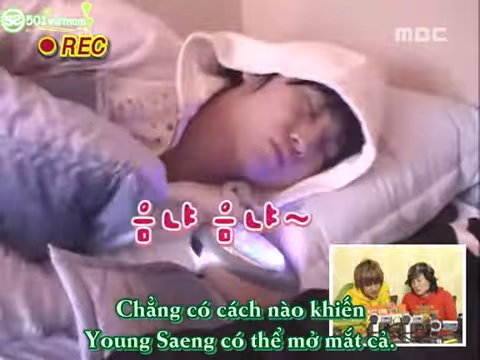 SS501vietnam
REC
MBC
음냐 음냐~
Chẳng có cách nào khiến
Young Saeng có thể mở mắt cả.